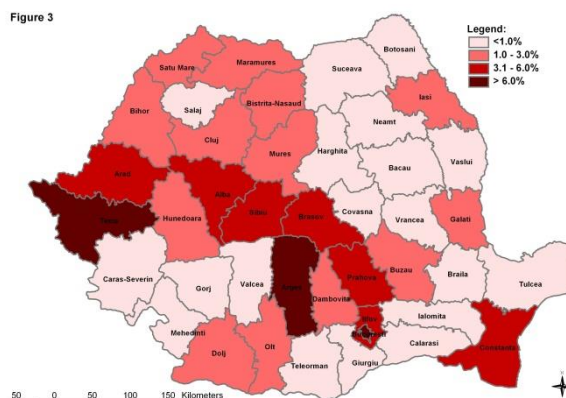 Figure 3
Legend:
<1.0%
1.0 - 3.0%
3.1 - 6.0%
> 6.0%
Botosani
Satu Mare
Maramures
Suceava
Iasi
Salaj
Bistrita-Nasaud
Bihor
Neamt
Cluj
Mures
Harghita
Vaslui
Bacau
Arad
Alba
Sibiu
Brasov
Covasna
Vrancea
Galati
Timis
Hunedoara
Caras-Severin
Gorj
Valcea
Arges
Dambovita
Prahova
Buzau
Braila
Tulcea
Mehedinti
Ilfov
Bucuresti
Ialomita
Calarasi
Constanta
Dolj
Olt
Teleorman
Giurgiu
50 0 50 100 150 Kilometers